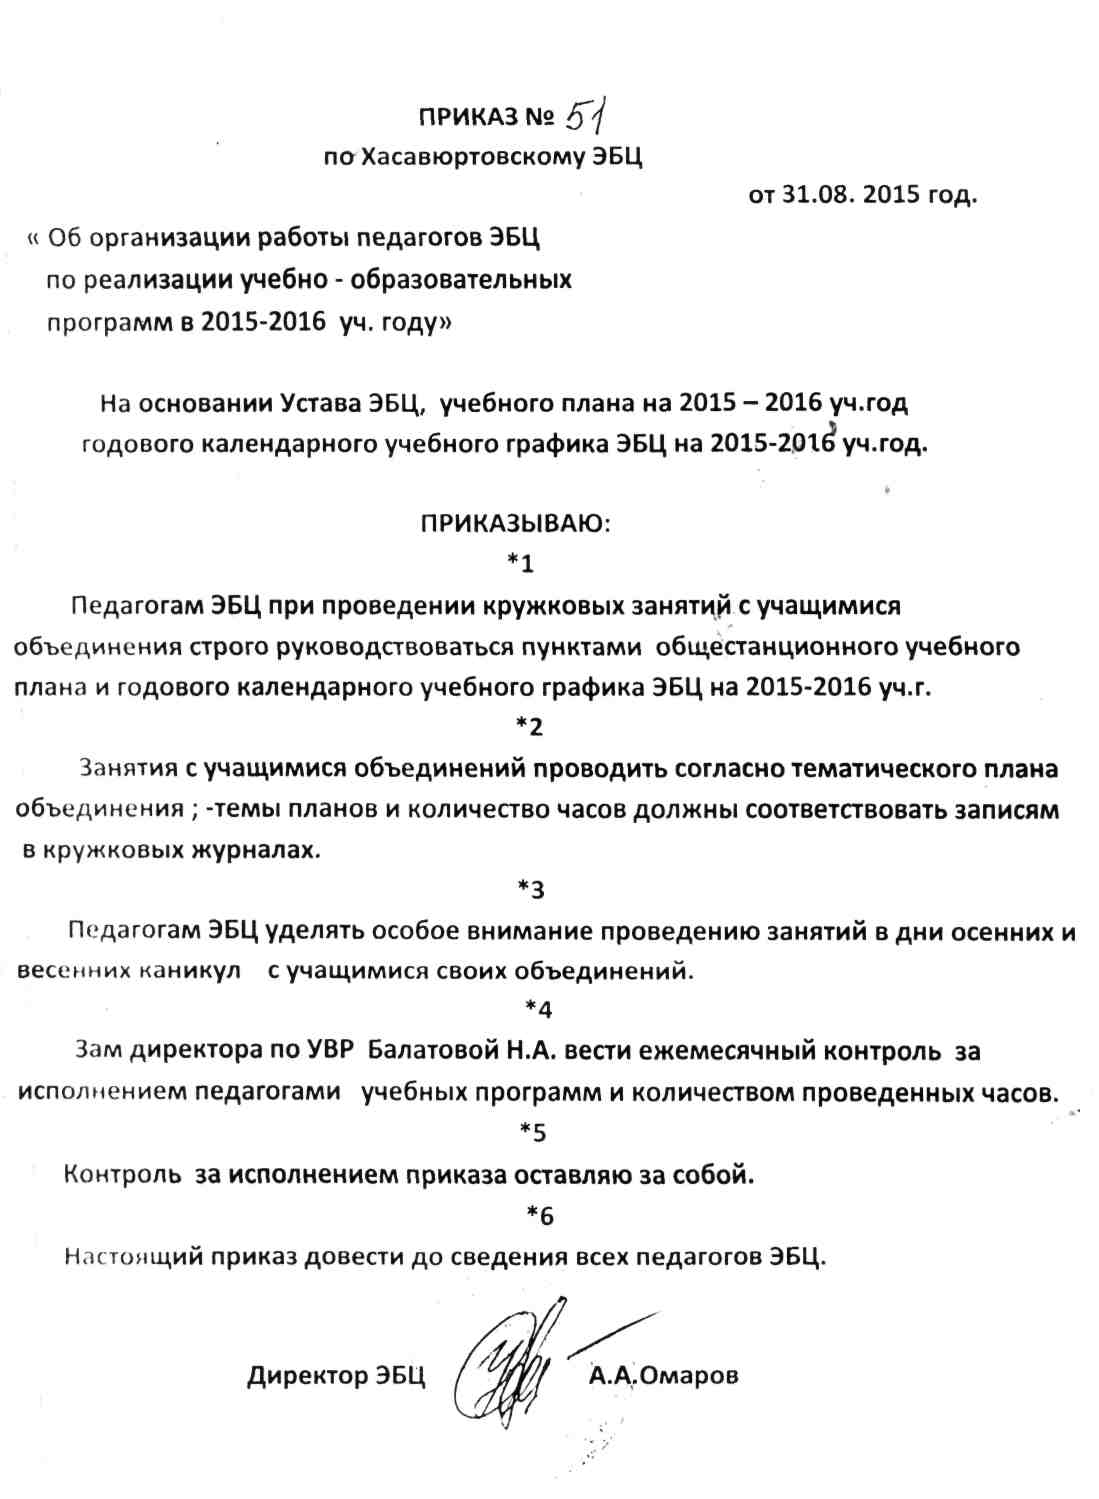 ПРИКАЗ № 51
по Хасавюртовскому ЭБЦ
от 31.08. 2015 год.
« Об организации работы педагогов ЭБЦ
по реализации учебно - образовательных
программ в 2015-2016 уч. году»
На основании Устава ЭБЦ, учебного плана на 2015 – 2016 уч.год
годового календарного учебного графика ЭБЦ на 2015-2016 уч.год.
ПРИКАЗЫВАЮ:
*1
Педагогам ЭБЦ при проведении кружковых занятий с учащимися
объединения строго руководствоваться пунктами общестанционного учебного
плана и годового календарного учебного графика ЭБЦ на 2015-2016 уч.г.
*2
Занятия с учащимися объединений проводить согласно тематического плана
объединения ; -темы планов и количество часов должны соответствовать записям
в кружковых журналах.
*3
Педагогам ЭБЦ уделять особое внимание проведению занятий в дни осенних и
весенних каникул с учащимися своих объединений.
*4
Зам директора по УВР Балатовой Н.А. вести ежемесячный контроль за
исполнением педагогами учебных программ и количеством проведенных часов.
*5
Контроль за исполнением приказа оставляю за собой.
*6
Настоящий приказ довести до сведения всех педагогов ЭБЦ.
Директор ЭБЦ А.А.Омаров